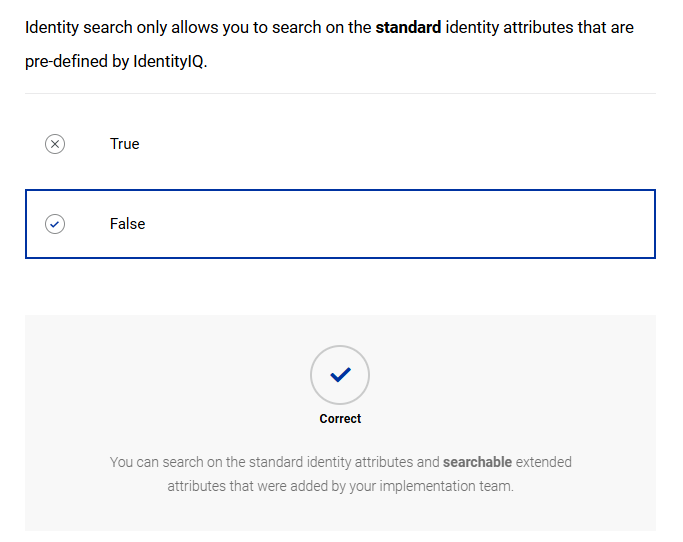 Identity search only allows you to search on the standard identity attributes that are
pre-defined by IdentityIQ.
True
False
Correct
You can search on the standard identity attributes and searchable extended
attributes that were added by your implementation team.